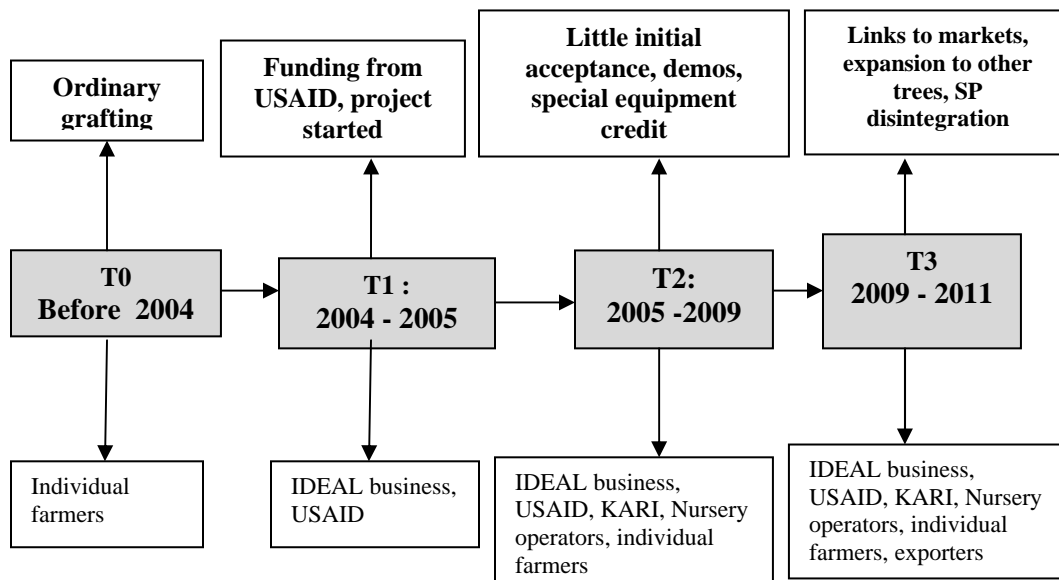 Ordinary
grafting
Funding from
USAID, project
started
Little initial
acceptance, demos,
special equipment
credit
Links to markets,
expansion to other
trees, SP
disintegration
T0
Before 2004
T1 :
2004 - 2005
T2:
2005 -2009
T3
2009 - 2011
Individual
farmers
IDEAL business,
USAID
IDEAL business,
USAID, KARI, Nursery
operators, individual
farmers
IDEAL business,
USAID, KARI, Nursery
operators, individual
farmers, exporters